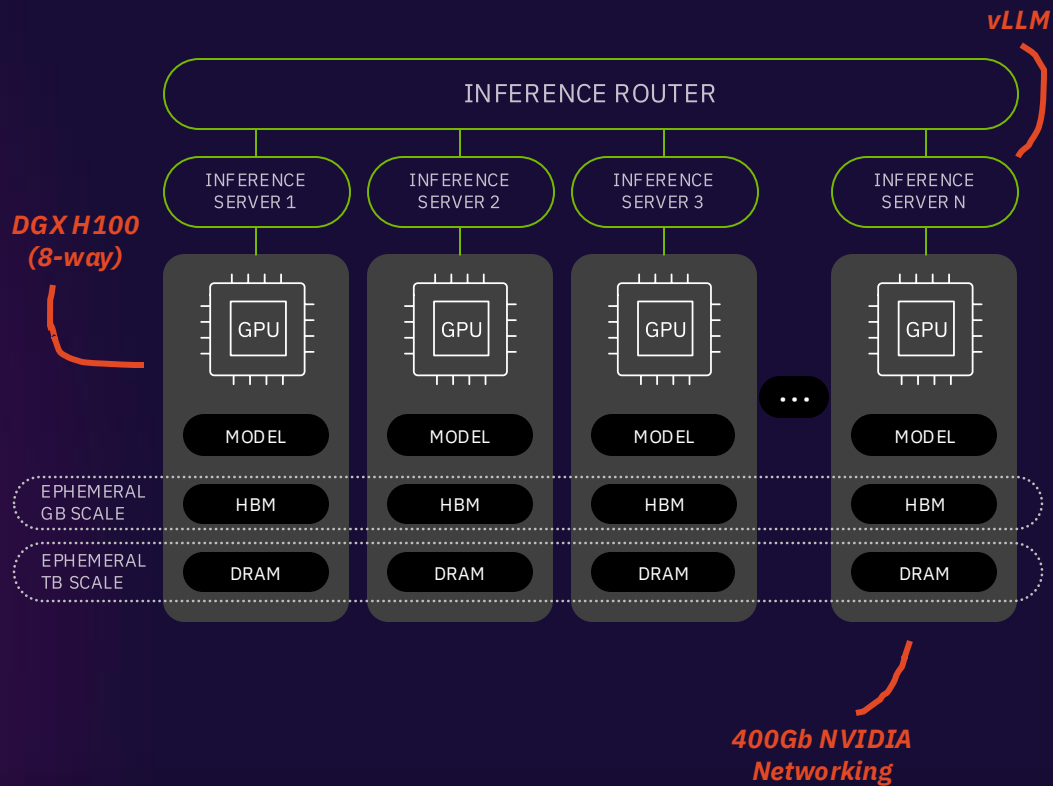 vLLM
INFERENCE ROUTER
INFERENCE
SERVER 1
INFERENCE
SERVER 2
INFERENCE
SERVER 3
INFERENCE
SERVER N
DGX H100
(8-way)
GPU
GPU
GPU
GPU
...
MODEL
MODEL
MODEL
MODEL
EPHEMERAL
GB SCALE
HBM
HBM
HBM
HBM
EPHEMERAL
TB SCALE
DRAM
DRAM
DRAM
DRAM
400Gb NVIDIA
Networking